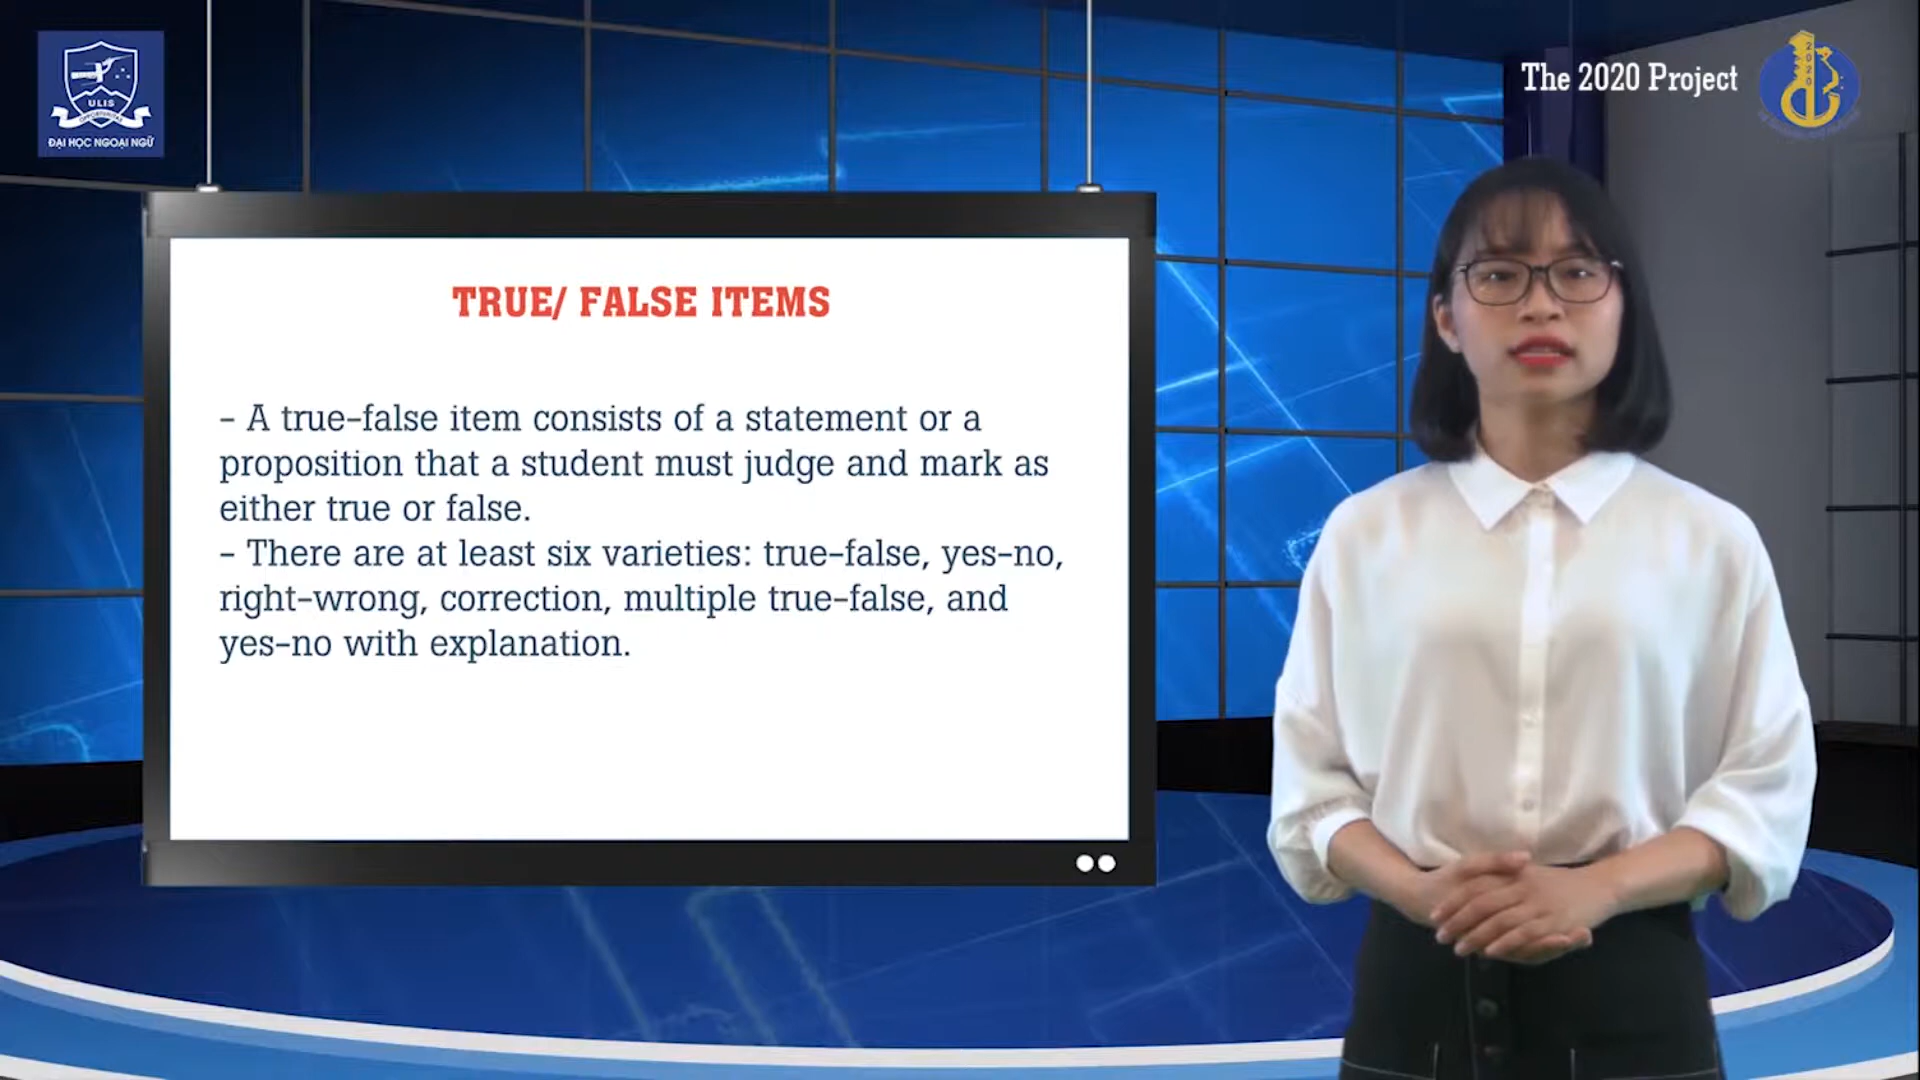 ULIS
ĐẠI HỌC NGOẠI NGỮ
The 2020 Project
2020
TRUE/ FALSE ITEMS
– A true–false item consists of a statement or a
proposition that a student must judge and mark as
either true or false.
– There are at least six varieties: true–false, yes–no,
right–wrong, correction, multiple true–false, and
yes–no with explanation.